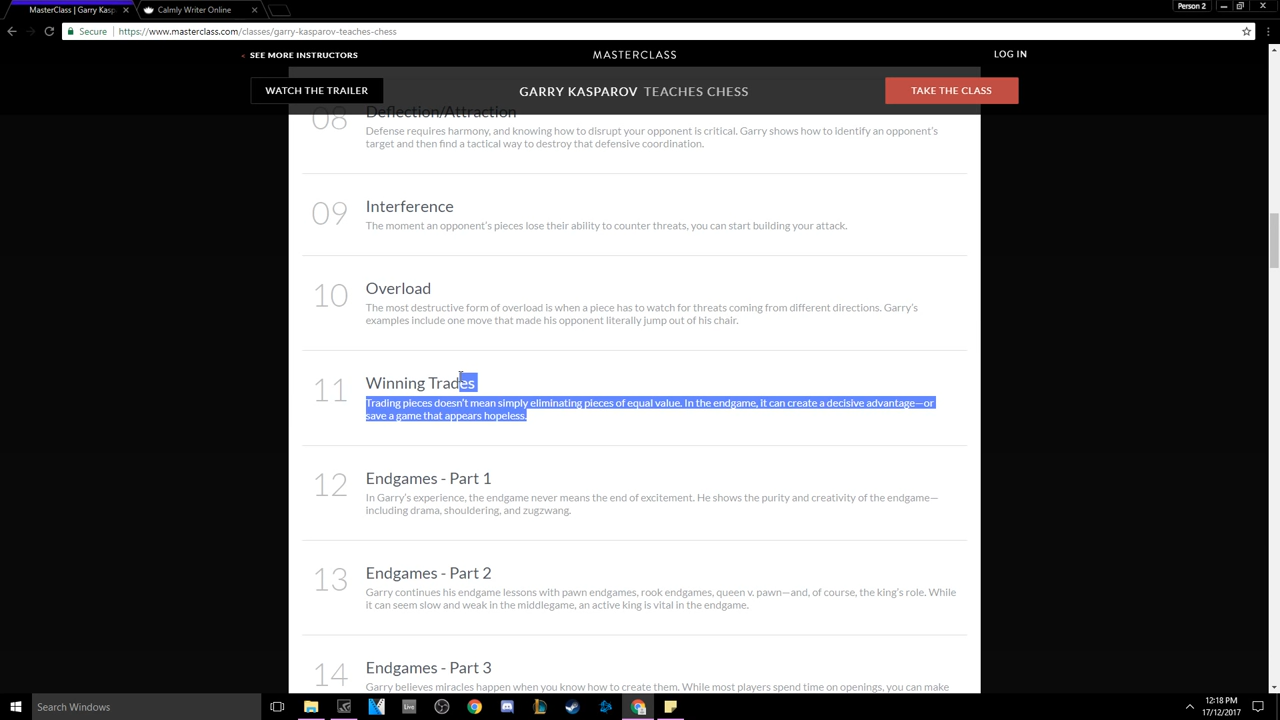 MasterClass | Garry Kasp
Calmly Writer Online
Person 2
Secure
https://www.masterclass.com/classes/garry-kasparov-teaches-chess
SEE MORE INSTRUCTORS
MASTERCLASS
LOG IN
WATCH THE TRAILER
GARRY KASPAROV TEACHES CHESS
TAKE THE CLASS
08
Deflection/Attraction
Defense requires harmony, and knowing how to disrupt your opponent is critical. Garry shows how to identify an opponent's
target and then find a tactical way to destroy that defensive coordination.
09
Interference
The moment an opponent's pieces lose their ability to counter threats, you can start building your attack.
10
Overload
The most destructive form of overload is when a piece has to watch for threats coming from different directions. Garry's
examples include one move that made his opponent literally jump out of his chair.
11
Winning Trades
Trading pieces doesn't mean simply eliminating pieces of equal value. In the endgame, it can create a decisive advantage—or
save a game that appears hopeless.
12
Endgames - Part 1
In Garry's experience, the endgame never means the end of excitement. He shows the purity and creativity of the endgame—
including drama, shouldering, and zugzwang.
13
Endgames - Part 2
Garry continues his endgame lessons with pawn endgames, rook endgames, queen v. pawn—and, of course, the king's role. While
it can seem slow and weak in the middlegame, an active king is vital in the endgame.
14
Endgames - Part 3
Garry believes miracles happen when you know how to create them. While most players spend time on openings, you can make
Search Windows
Live
12:18 PM
17/12/2017